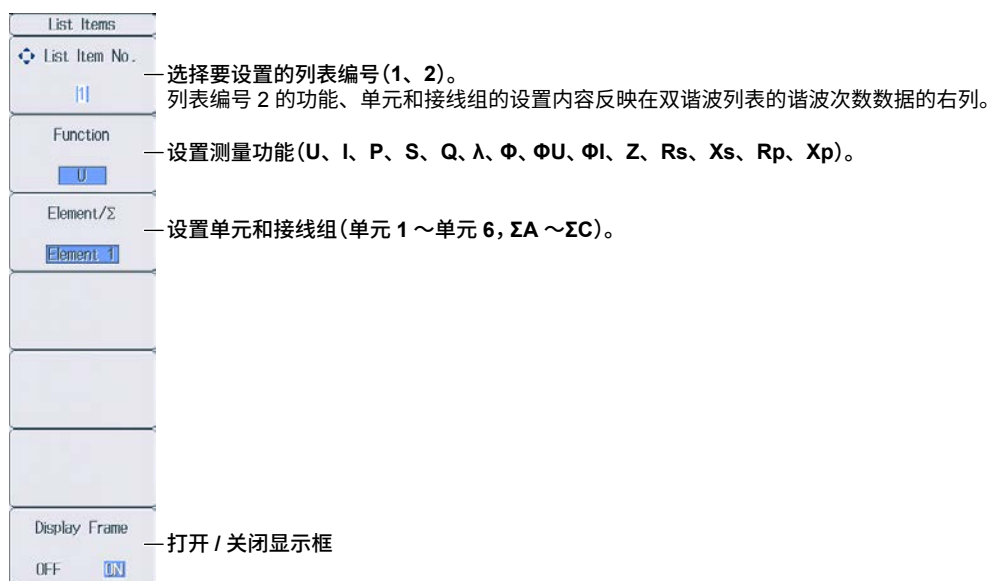 List Items
List Item No.
1
选择要设置的列表编号（1、2）。
列表编号 2 的功能、单元和接线组的设置内容反映在双谐波列表的谐波次数数据的右列。
Function
U
设置测量功能（U、I、P、S、Q、λ、Φ、ΦU、ΦI、Z、Rs、Xs、Rp、Xp）。
Element/Σ
Element 1
设置单元和接线组（单元 1～单元 6，ΣA～ΣC）。
Display Frame
OFF ON
打开 / 关闭显示框